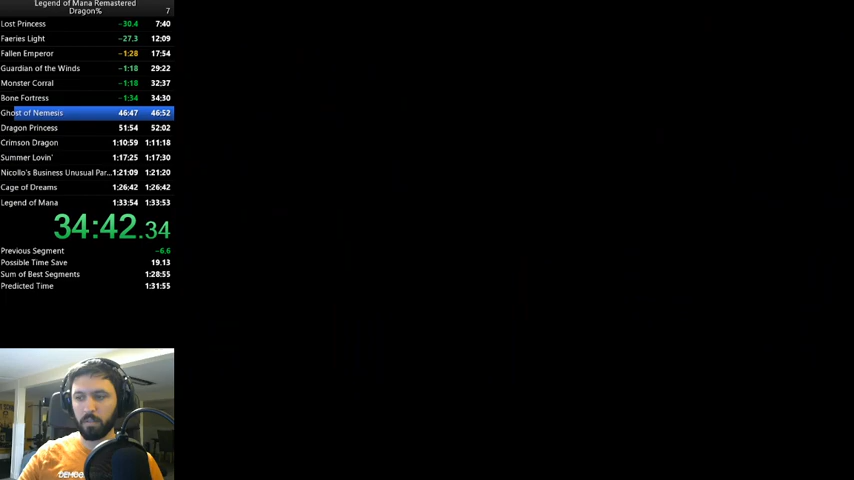 Legend of Mana Remastered
Dragon% 7
Lost Princess -30.4 7:40
Faeries Light -27.3 12:09
Fallen Emperor -1:28 17:54
Guardian of the Winds -1:18 29:22
Monster Corral -1:18 32:37
Bone Fortress -1:34 34:30
Ghost of Nemesis 46:47 46:52
Dragon Princess 51:54 52:02
Crimson Dragon 1:10:59 1:11:18
Summer Lovin' 1:17:25 1:17:30
Nicollo's Business Unusual Par... 1:21:09 1:21:20
Cage of Dreams 1:26:42 1:26:42
Legend of Mana 1:33:54 1:33:53
34:42.34
Previous Segment -6.6
Possible Time Save 19.13
Sum of Best Segments 1:28:55
Predicted Time 1:31:55